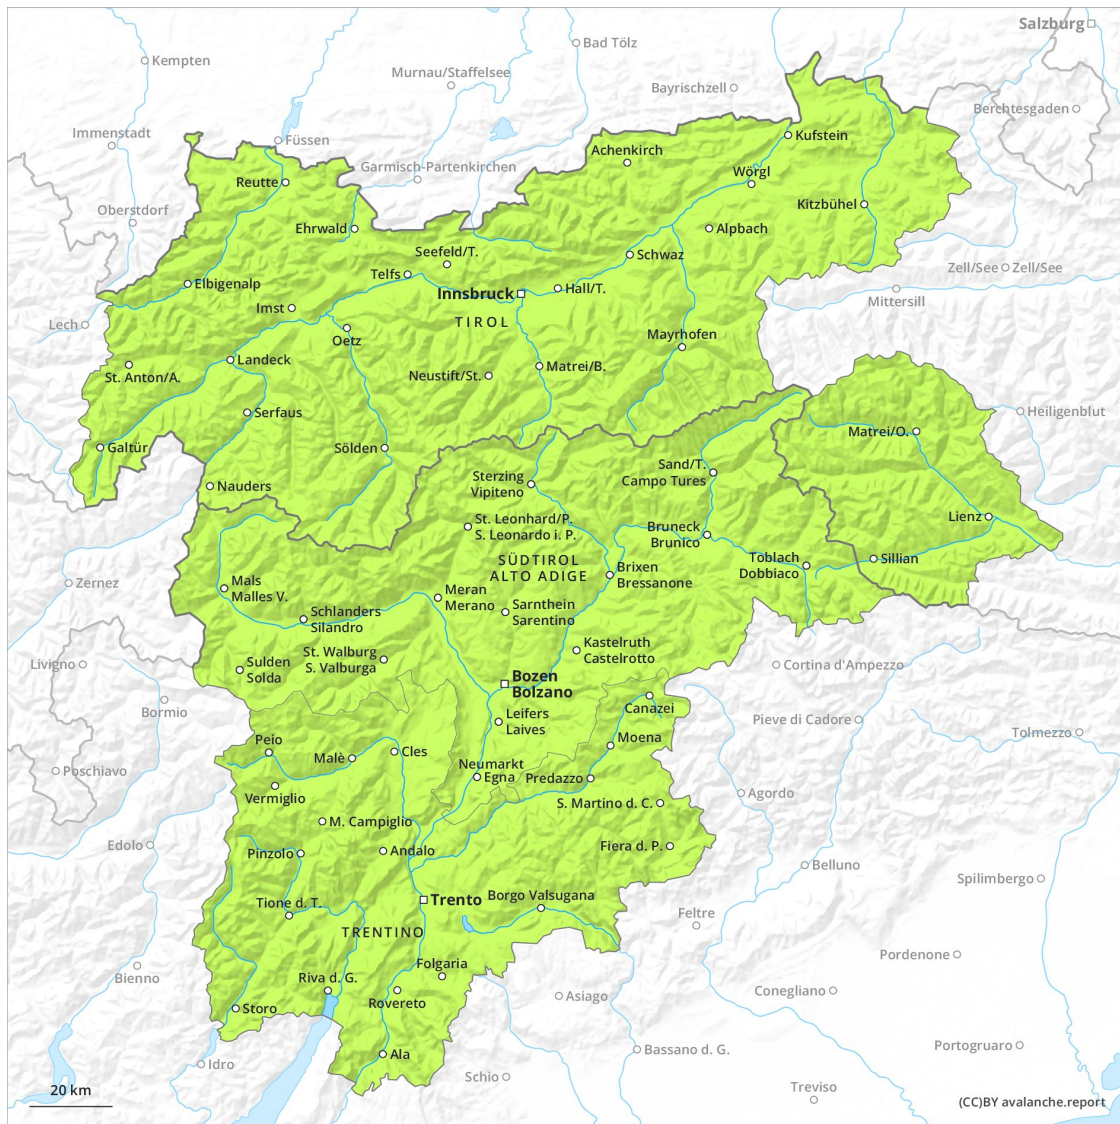 Salzburg
Bad Tölz
Kempten
Murnau/Staffelsee
Bayrischzell
Berchtesgaden
Immenstadt
Füssen
Kufstein
Achenkirch
Garmisch-Partenkirchen
Wörgl
Reutte
Oberstdorf
Kitzbühel
Ehrwald
Alpbach
Seefeld/T.
Schwaz
Zell/See
Zell/See
Telfs
Elbigenalp
Innsbruck
Hall/T.
Mittersill
Imst
TIROL
Lech
Oetz
Mayrhofen
Landeck
Matrei/B.
St. Anton/A.
Neustift/St.
Serfaus
Heiligenblut
Matrei/O.
Galtür
Sölden
Sand/T.
Campo Tures
Sterzing
Vipiteno
Nauders
Lienz
St. Leonhard/P.
S. Leonardo i. P.
Bruneck
Brunico
SÜDTIROL
ALTO ADIGE
Toblach
Dobbiaco
Sillian
Brixen
Bressanone
Zernez
Mals
Malles V.
Meran
Merano
Schlanders
Silandro
Sarnthein
Sarentino
Kastelruth
Castelrotto
St. Walburg
S. Valburga
Livigno
Sulden
Solda
Cortina d'Ampezzo
Bozen
Bolzano
Canazei
Bormio
Leifers
Laives
Pieve di Cadore
Tolmezzo
Peio
Moena
Cles
Malè
Neumarkt
Egna
Poschiavo
Predazzo
Vermiglio
Agordo
S. Martino d. C.
M. Campiglio
Edolo
Fiera d. P.
Pinzolo
Andalo
Belluno
Spilimbergo
Borgo Valsugana
Trento
Tione d. T.
Feltre
TRENTINO
Pordenone
Folgaria
Bienno
Riva d. G.
Conegliano
Asiago
Rovereto
Storo
Portogruaro
Bassano d. G.
Ala
Idro
Schio
Treviso
20 km
(CC)BY avalanche.report